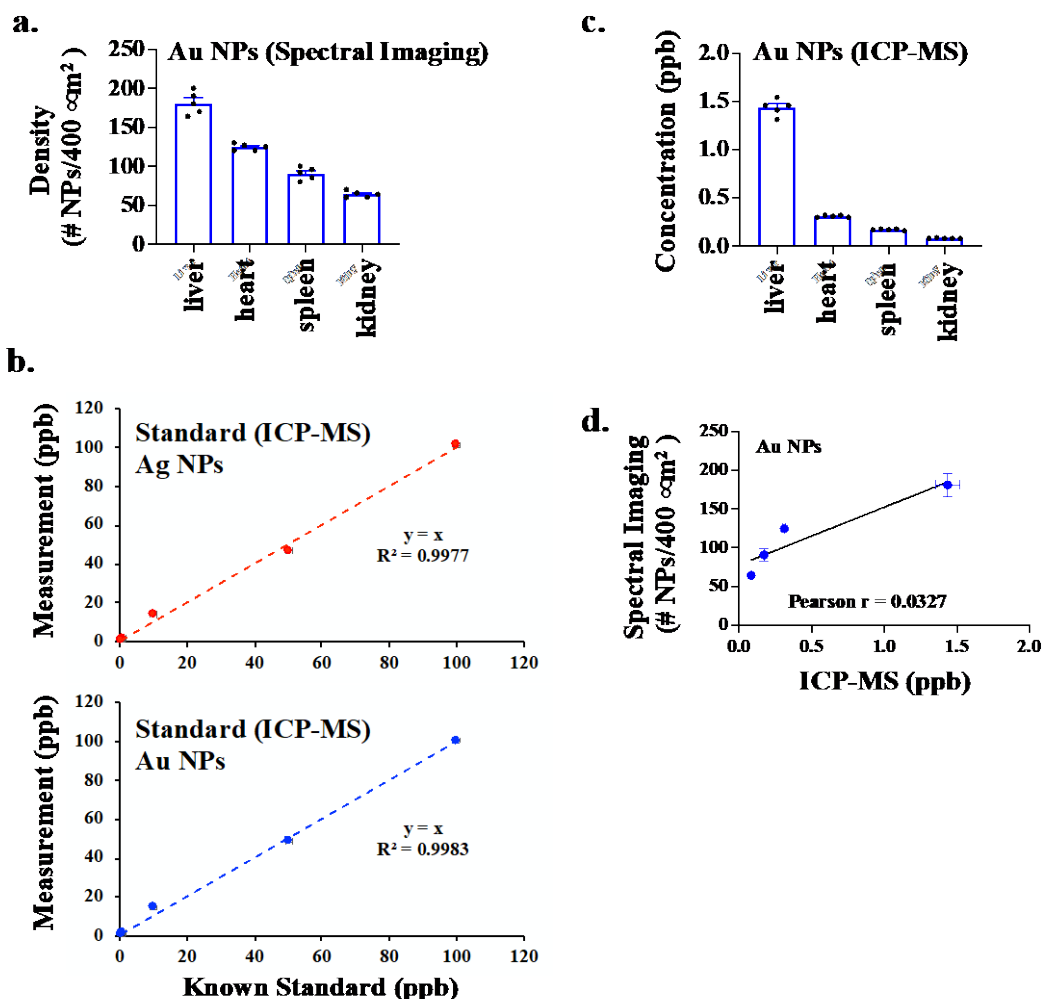 a.
Au NPs (Spectral Imaging)
Density
(# NPs/400 ∝m²)
250
200
150
100
50
0
liver
heart
spleen
kidney
c.
Au NPs (ICP-MS)
Concentration (ppb)
2.0
1.5
1.0
0.5
0.0
liver
heart
spleen
kidney
b.
Standard (ICP-MS)
Ag NPs
y = x
R² = 0.9977
Measurement (ppb)
120
100
80
60
40
20
0
0 20 40 60 80 100 120
Standard (ICP-MS)
Au NPs
y = x
R² = 0.9983
Measurement (ppb)
120
100
80
60
40
20
0
0 20 40 60 80 100 120
Known Standard (ppb)
d.
Au NPs
Spectral Imaging
(# NPs/400 ∝m²)
250
200
150
100
50
0
Pearson r = 0.0327
0.0 0.5 1.0 1.5 2.0
ICP-MS (ppb)